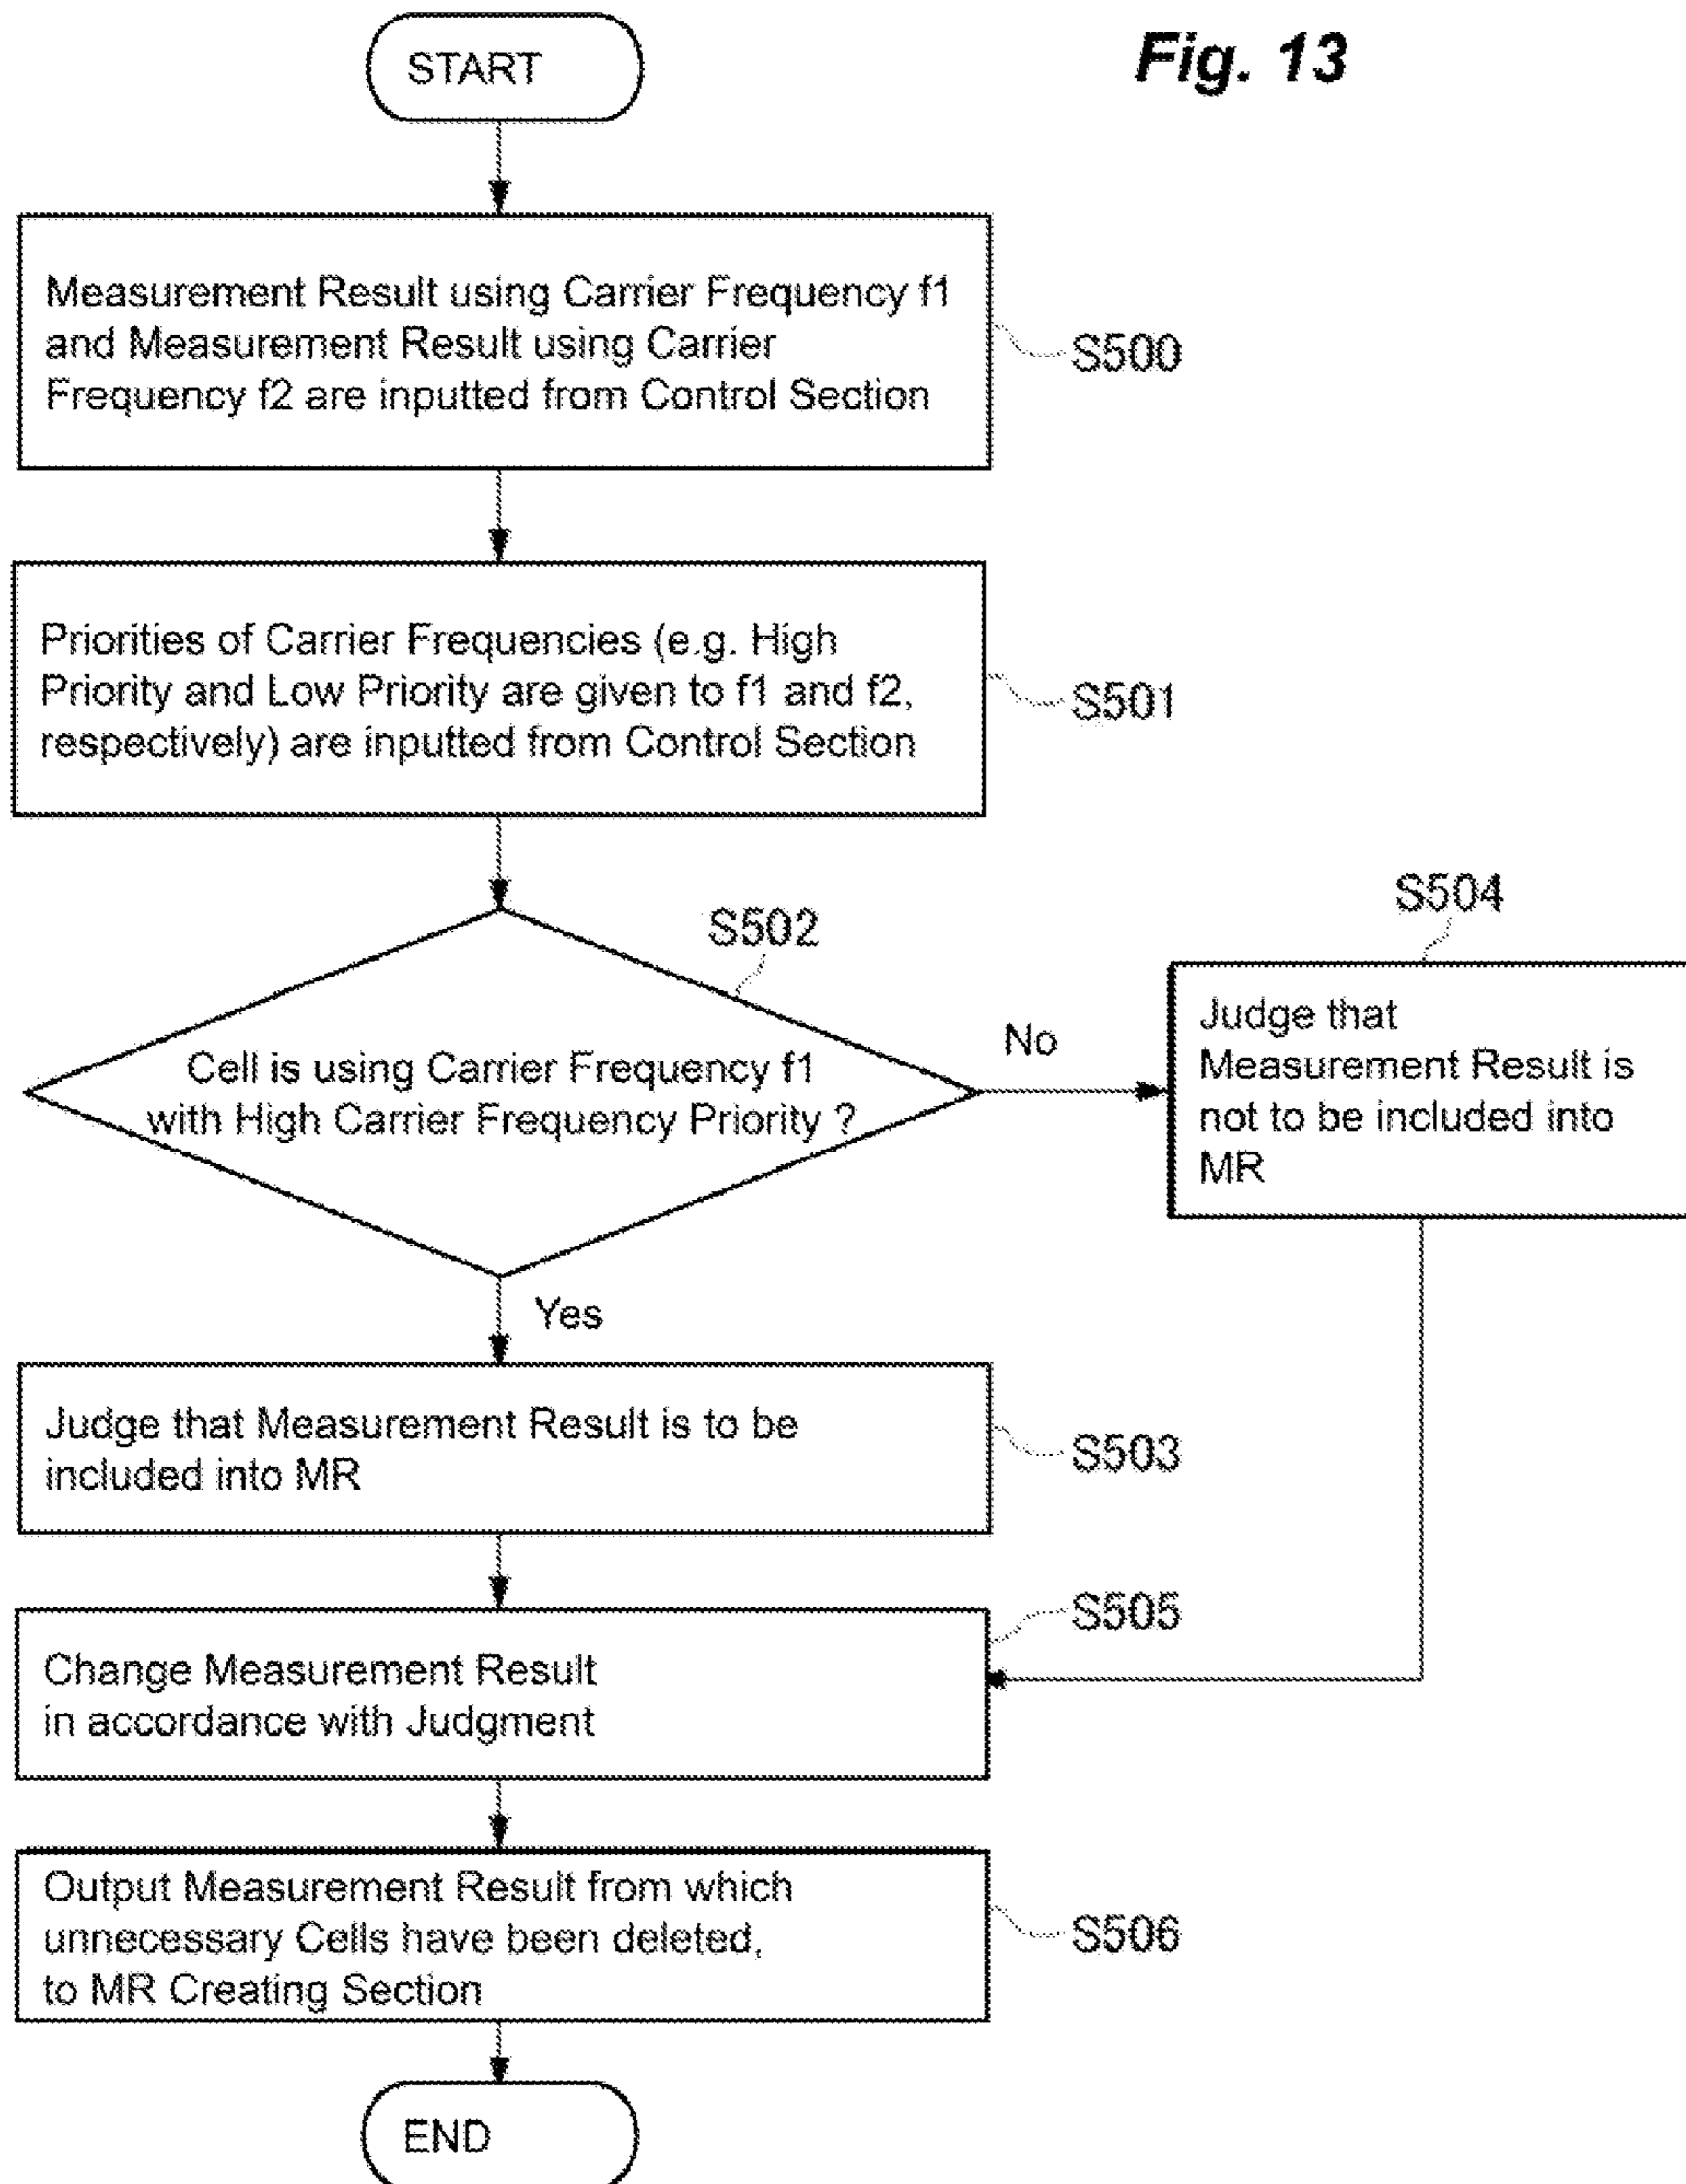 Fig. 13
START
Measurement Result using Carrier Frequency f1
and Measurement Result using Carrier
Frequency f2 are inputted from Control Section
S500
Priorities of Carrier Frequencies (e.g. High
Priority and Low Priority are given to f1 and f2,
respectively) are inputted from Control Section
S501
S502
Cell is using Carrier Frequency f1
with High Carrier Frequency Priority ?
No
S504
Judge that
Measurement Result is
not to be included into
MR
Yes
Judge that Measurement Result is to be
included into MR
S503
Change Measurement Result
in accordance with Judgment
S505
Output Measurement Result from which
unnecessary Cells have been deleted,
to MR Creating Section
S506
END